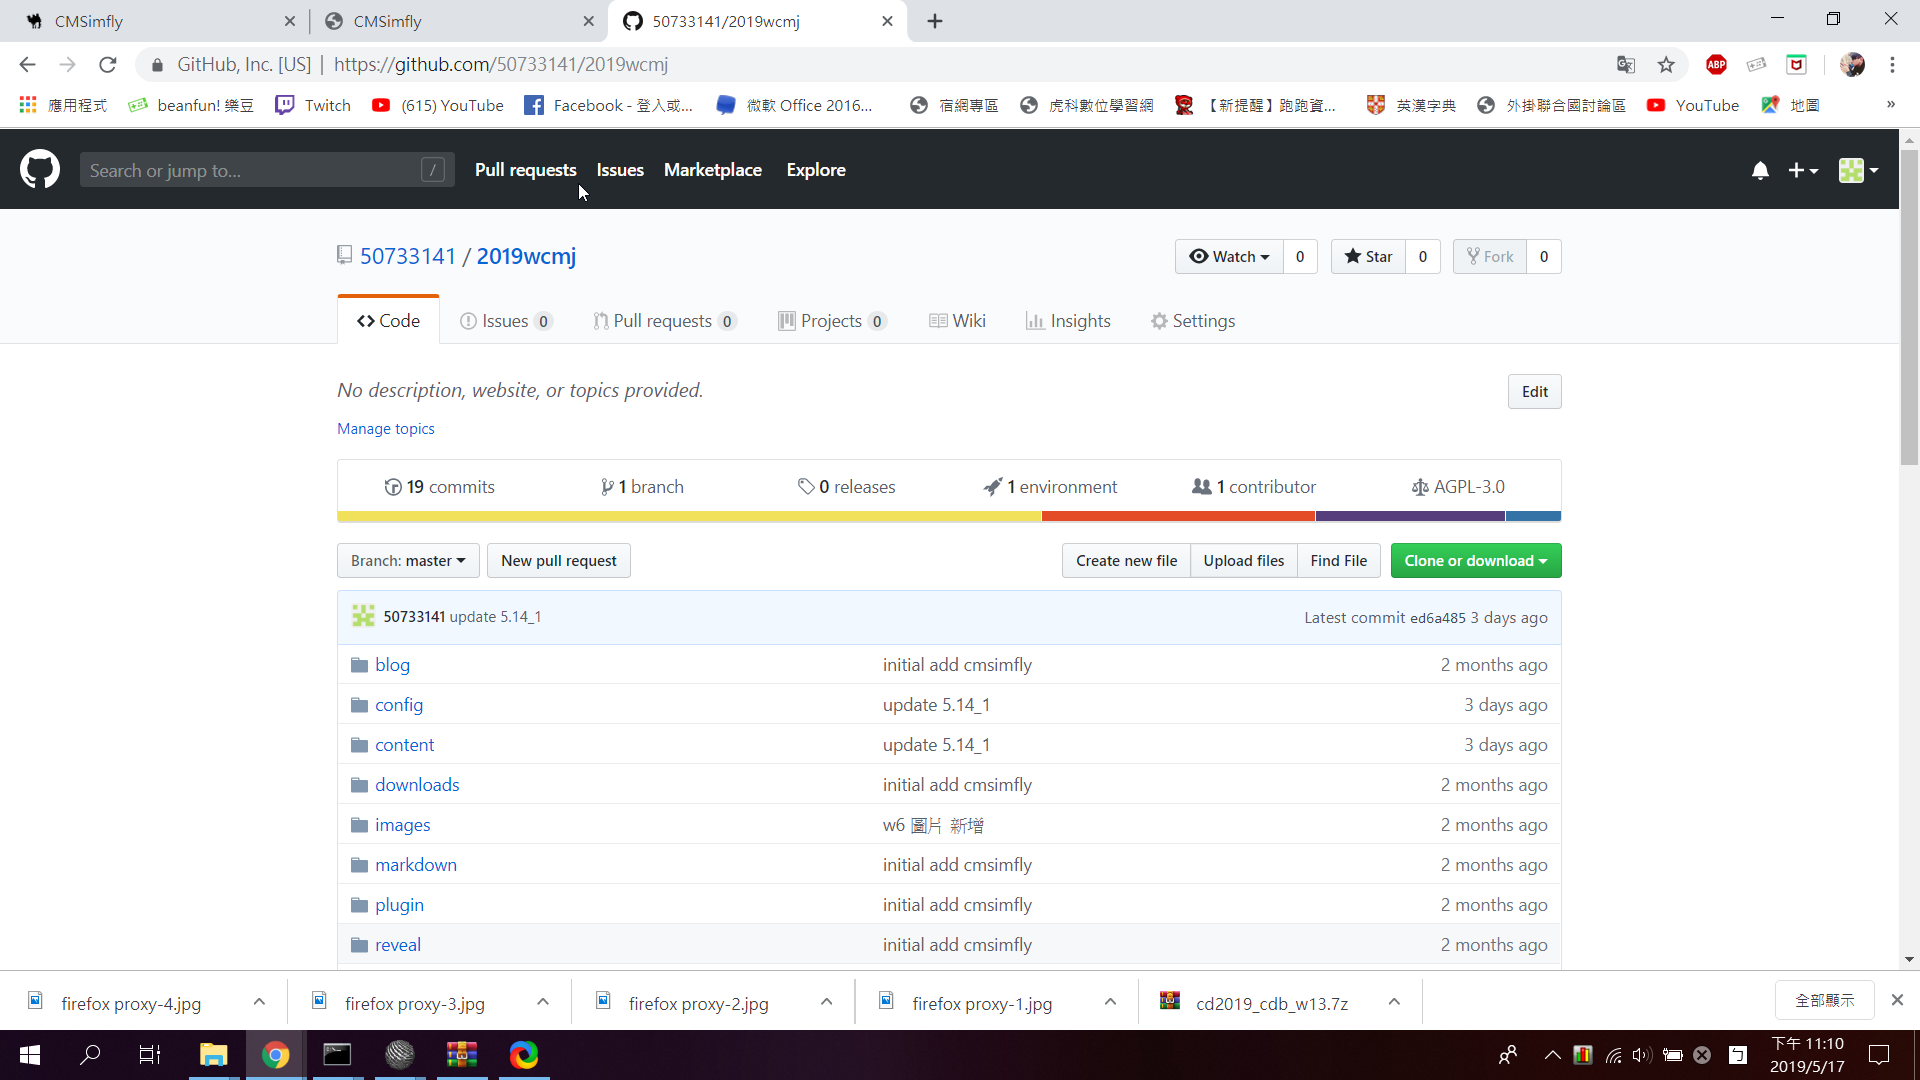 CMSimfly
CMSimfly
50733141/2019wcmj
GitHub, Inc. [US] | https://github.com/50733141/2019wcmj
ABP
應用程式
beanfun! 樂豆
Twitch
(615) YouTube
Facebook - 登入或...
微軟 Office 2016...
宿網專區
虎科數位學習網
【新提醒】跑跑資...
英漢字典
外掛聯合國討論區
YouTube
地圖
»
Search or jump to... /
Pull requests Issues Marketplace Explore
50733141 / 2019wcmj
Watch 0
Star 0
Fork 0
Code
Issues 0
Pull requests 0
Projects 0
Wiki
Insights
Settings
No description, website, or topics provided.
Edit
Manage topics
19 commits
1 branch
0 releases
1 environment
1 contributor
AGPL-3.0
Branch: master
New pull request
Create new file
Upload files
Find File
Clone or download
50733141 update 5.14_1
Latest commit ed6a485 3 days ago
blog initial add cmsimfly 2 months ago
config update 5.14_1 3 days ago
content update 5.14_1 3 days ago
downloads initial add cmsimfly 2 months ago
images w6 圖片 新增 2 months ago
markdown initial add cmsimfly 2 months ago
plugin initial add cmsimfly 2 months ago
reveal initial add cmsimfly 2 months ago
firefox proxy-4.jpg
firefox proxy-3.jpg
firefox proxy-2.jpg
firefox proxy-1.jpg
cd2019_cdb_w13.7z
全部顯示
下午 11:10
2019/5/17